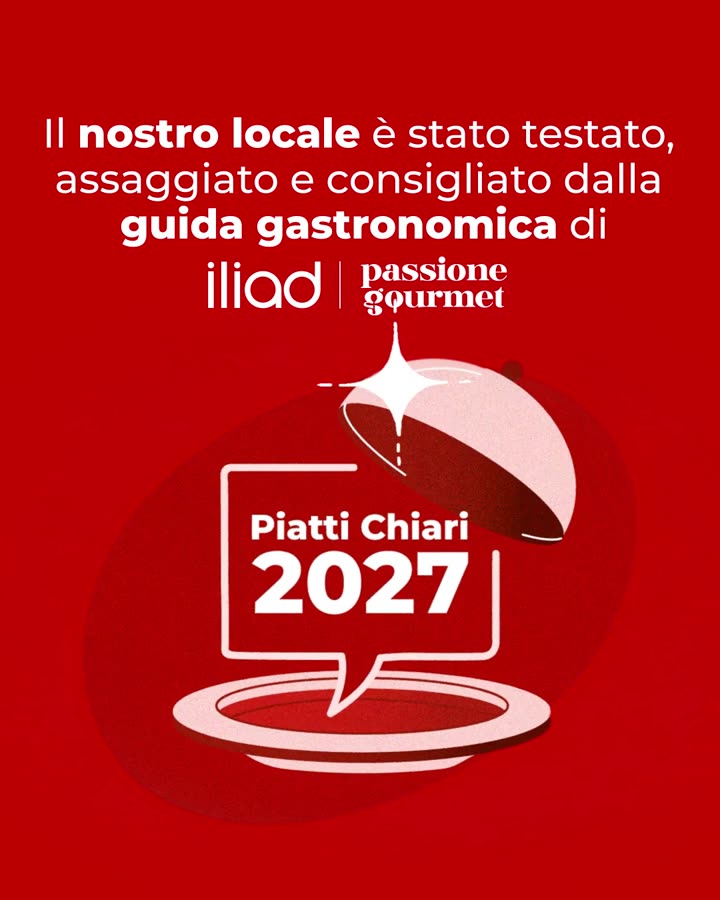 Il nostro locale è stato testato,
assaggiato e consigliato dalla
guida gastronomica di
iliad | passione
gourmet
Piatti Chiari
2027